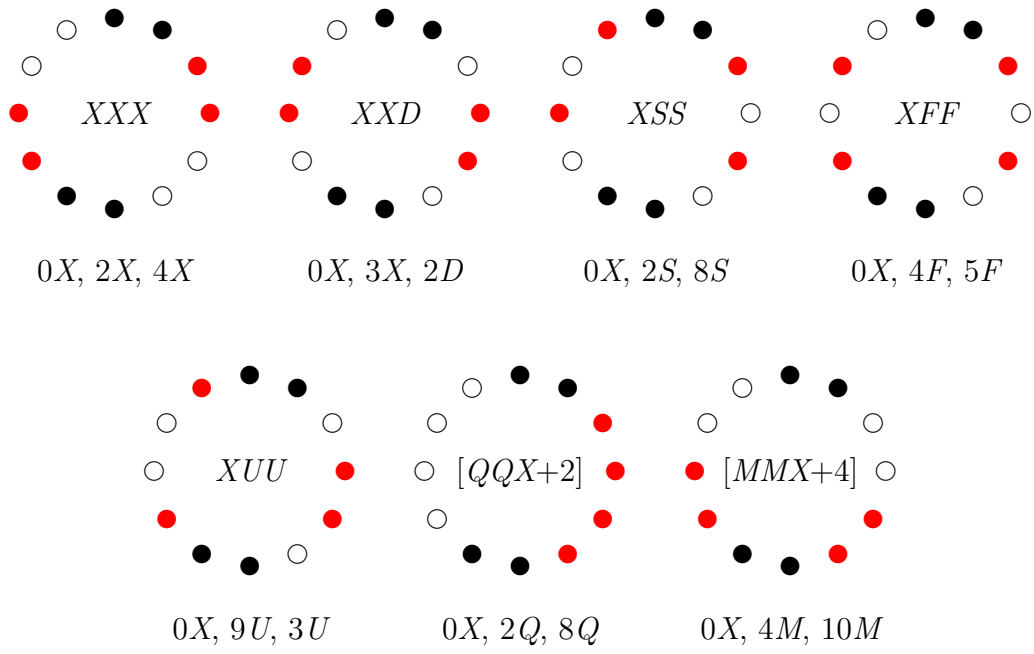 XXX XXD XSS XFF
0X, 2X, 4X 0X, 3X, 2D 0X, 2S, 8S 0X, 4F, 5F
XUU [QQX+2] [MMX+4]
0X, 9U, 3U 0X, 2Q, 8Q 0X, 4M, 10M